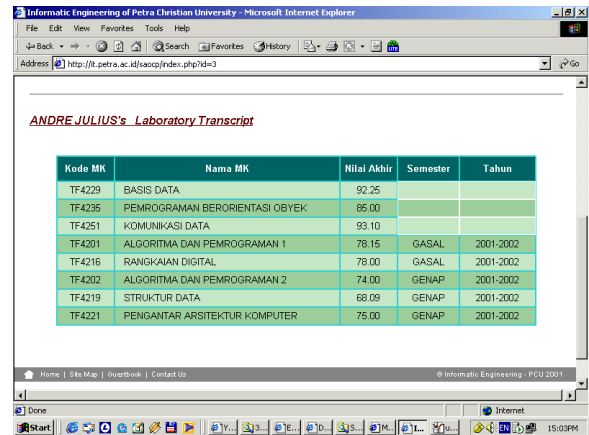 Informatic Engineering of Petra Christian University - Microsoft Internet Explorer
File Edit View Favorites Tools Help
Back Search Favorites History
Address http://it.petra.ac.id/saocp/index.php?id=3 Go
ANDRE JULIUS's Laboratory Transcript
Kode MK Nama MK Nilai Akhir Semester Tahun
TF4229 BASIS DATA 92.25
TF4235 PEMROGRAMAN BERORIENTASI OBYEK 85.00
TF4251 KOMUNIKASI DATA 93.10
TF4201 ALGORITMA DAN PEMROGRAMAN 1 78.15 GASAL 2001-2002
TF4216 RANGKAIAN DIGITAL 78.00 GASAL 2001-2002
TF4202 ALGORITMA DAN PEMROGRAMAN 2 74.00 GENAP 2001-2002
TF4219 STRUKTUR DATA 68.09 GENAP 2001-2002
TF4221 PENGANTAR ARSITEKTUR KOMPUTER 75.00 GENAP 2001-2002
Home | Site Map | Guestbook | Contact Us © Informatic Engineering - PCU 2001
Done Internet
Start Y... 3... E... D... S... M... I... u... EN 15:03PM